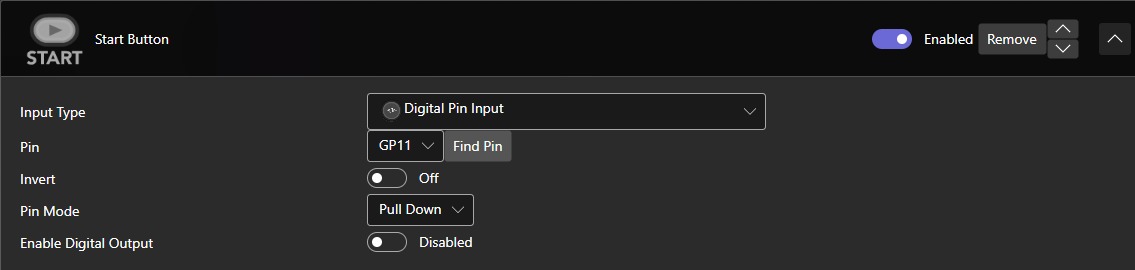 START
Start Button
Enabled
Remove
Input Type
Digital Pin Input
Pin
GP11
Find Pin
Invert
Off
Pin Mode
Pull Down
Enable Digital Output
Disabled